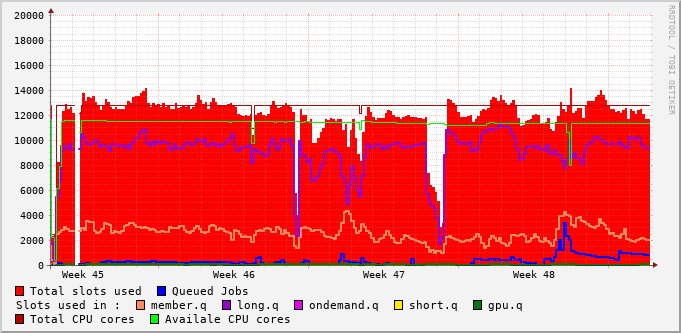 20000
18000
16000
14000
12000
10000
8000
6000
4000
2000
0
Week 45 Week 46 Week 47 Week 48
Total slots used Queued Jobs
Slots used in : member.q long.q ondemand.q short.q gpu.q
Total CPU cores Availale CPU cores
RRDTOOL / TOBI OETIKER